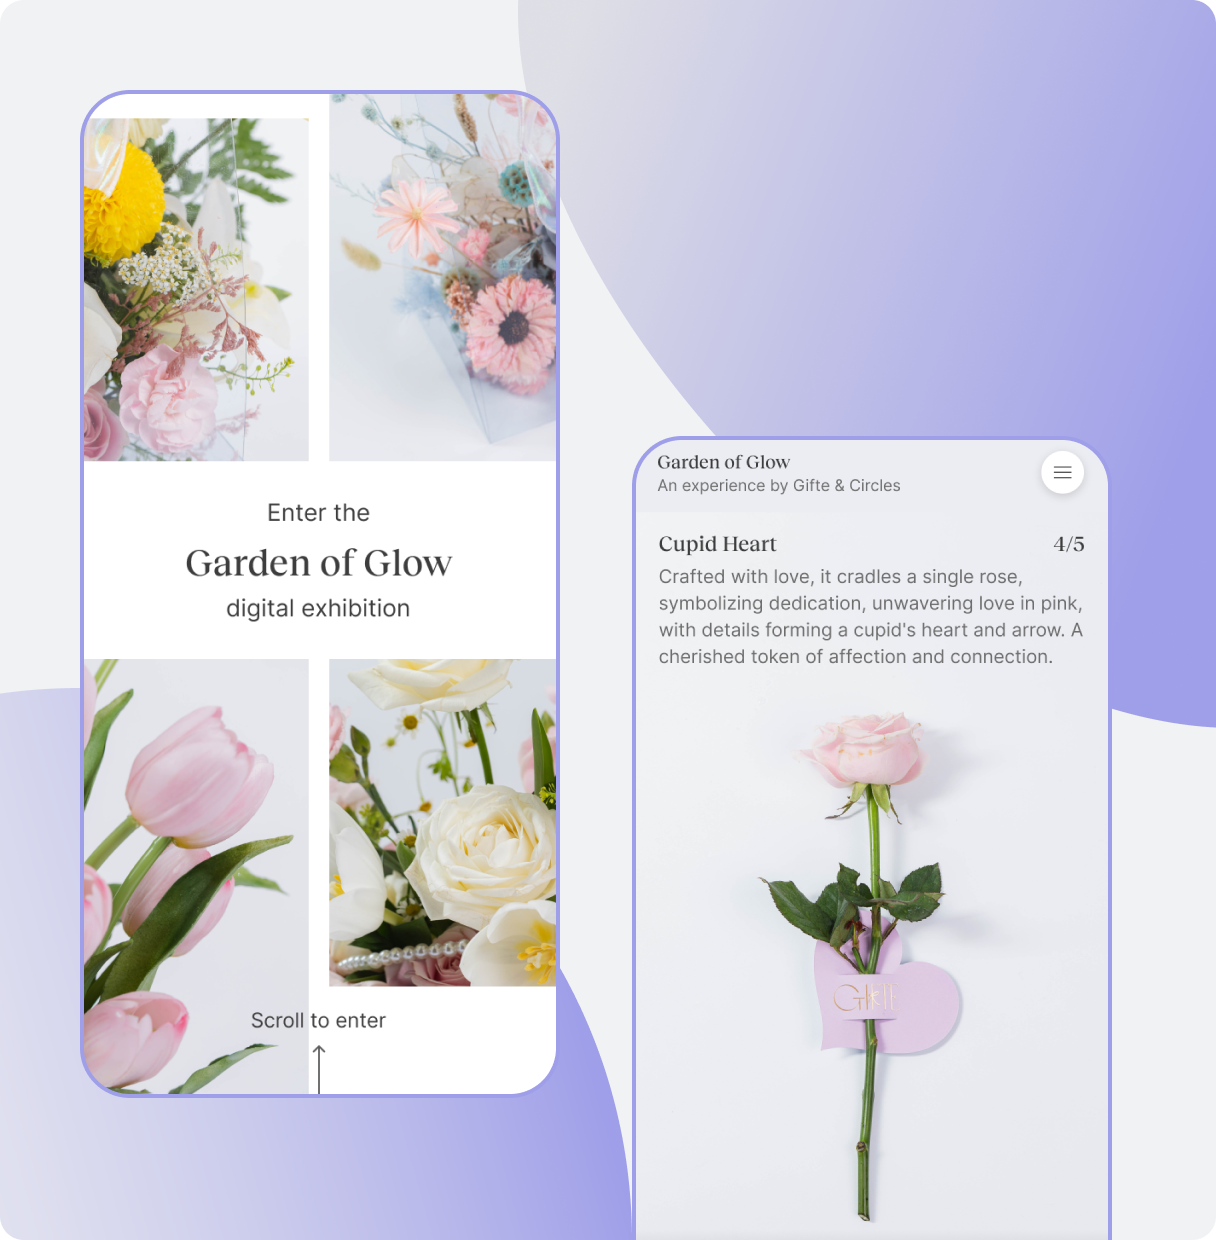 Enter the
Garden of Glow
digital exhibition
Scroll to enter
Garden of Glow
An experience by Gifte & Circles
Cupid Heart 4/5
Crafted with love, it cradles a single rose,
symbolizing dedication, unwavering love in pink,
with details forming a cupid's heart and arrow. A
cherished token of affection and connection.
GIFTE